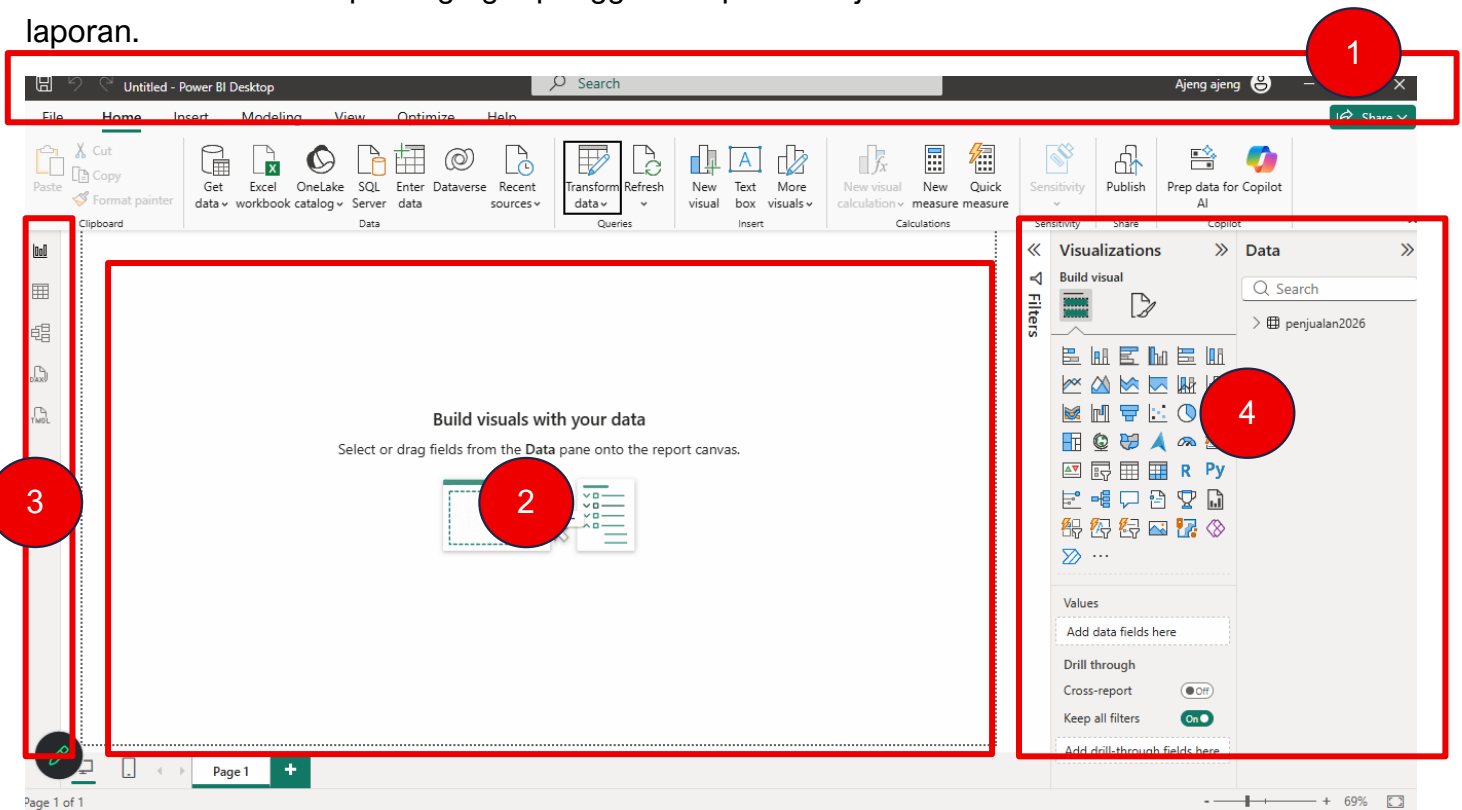 laporan.
1
Untitled - Power BI Desktop
Search
Ajeng ajeng
File Home Insert Modeling View Optimize Help
Share
Paste
Cut
Copy
Format painter
Clipboard
Get data
Excel workbook
OneLake catalog
SQL Server
Enter data
Dataverse
Recent sources
Data
Transform data
Refresh
Queries
New visual
Text box
More visuals
Insert
New visual calculation
New measure
Quick measure
Calculations
Sensitivity
Sensitivity
Publish
Share
Prep data for AI
Copilot
Copilot
DAX
TMDL
3
Build visuals with your data
Select or drag fields from the Data pane onto the report canvas.
2
Filters
Visualizations
Build visual
R Py
Values
Add data fields here
Drill through
Cross-report Off
Keep all filters On
Add drill-through fields here
Data
Search
penjualan2026
4
Page 1 +
Page 1 of 1
- + 69%